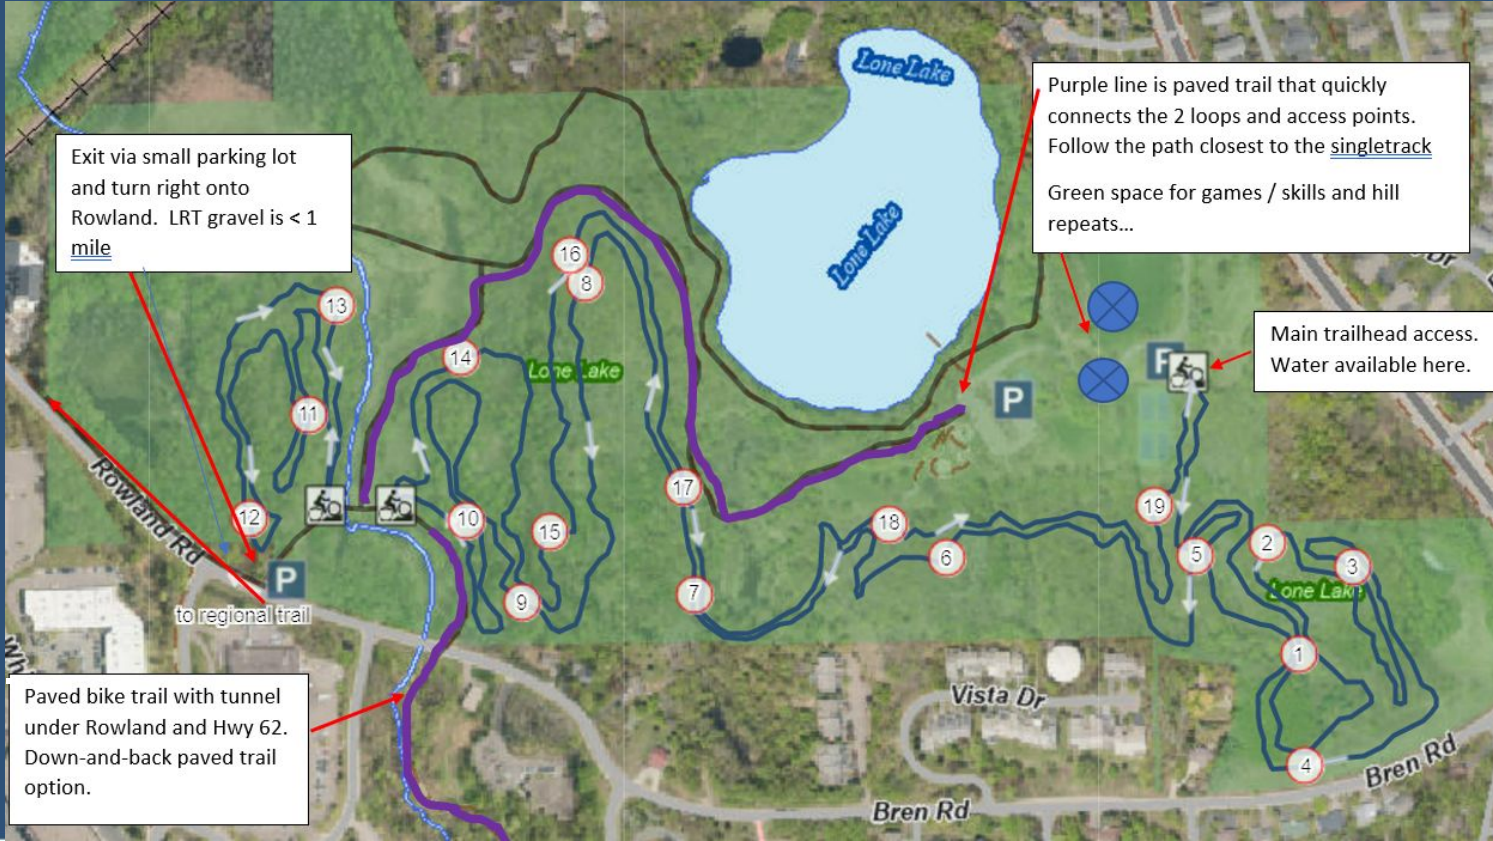 Lone Lake
Purple line is paved trail that quickly
connects the 2 loops and access points.
Follow the path closest to the singletrack
Green space for games / skills and hill
repeats...
Exit via small parking lot
and turn right onto
Rowland. LRT gravel is < 1
mile
Lone Lake
Dr
16
8
13
Main trailhead access.
Water available here.
P
14
Lone Lake
P
11
17
Rowland Rd
12
10
15
18
19
6
5
2
3
P
Lone Lake
to regional trail
9
7
1
Paved bike trail with tunnel
under Rowland and Hwy 62.
Down-and-back paved trail
option.
Vista Dr
4
Bren Rd
Bren Rd